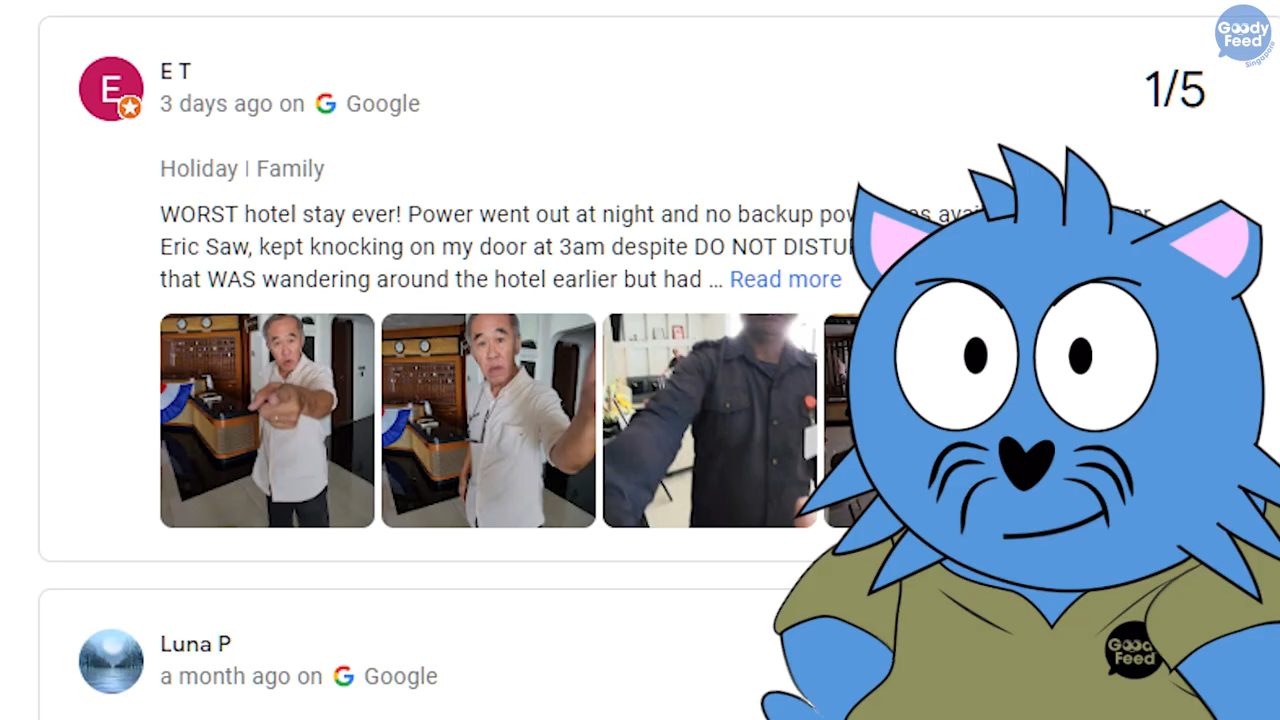 Goody
Feed
Singapore
E
E T
3 days ago on Google
1/5
Holiday | Family
WORST hotel stay ever! Power went out at night and no backup
Eric Saw, kept knocking on my door at 3am despite DO NOT
that WAS wandering around the hotel earlier but had ... Read more
Luna P
a month ago on Google
Goody
Feed